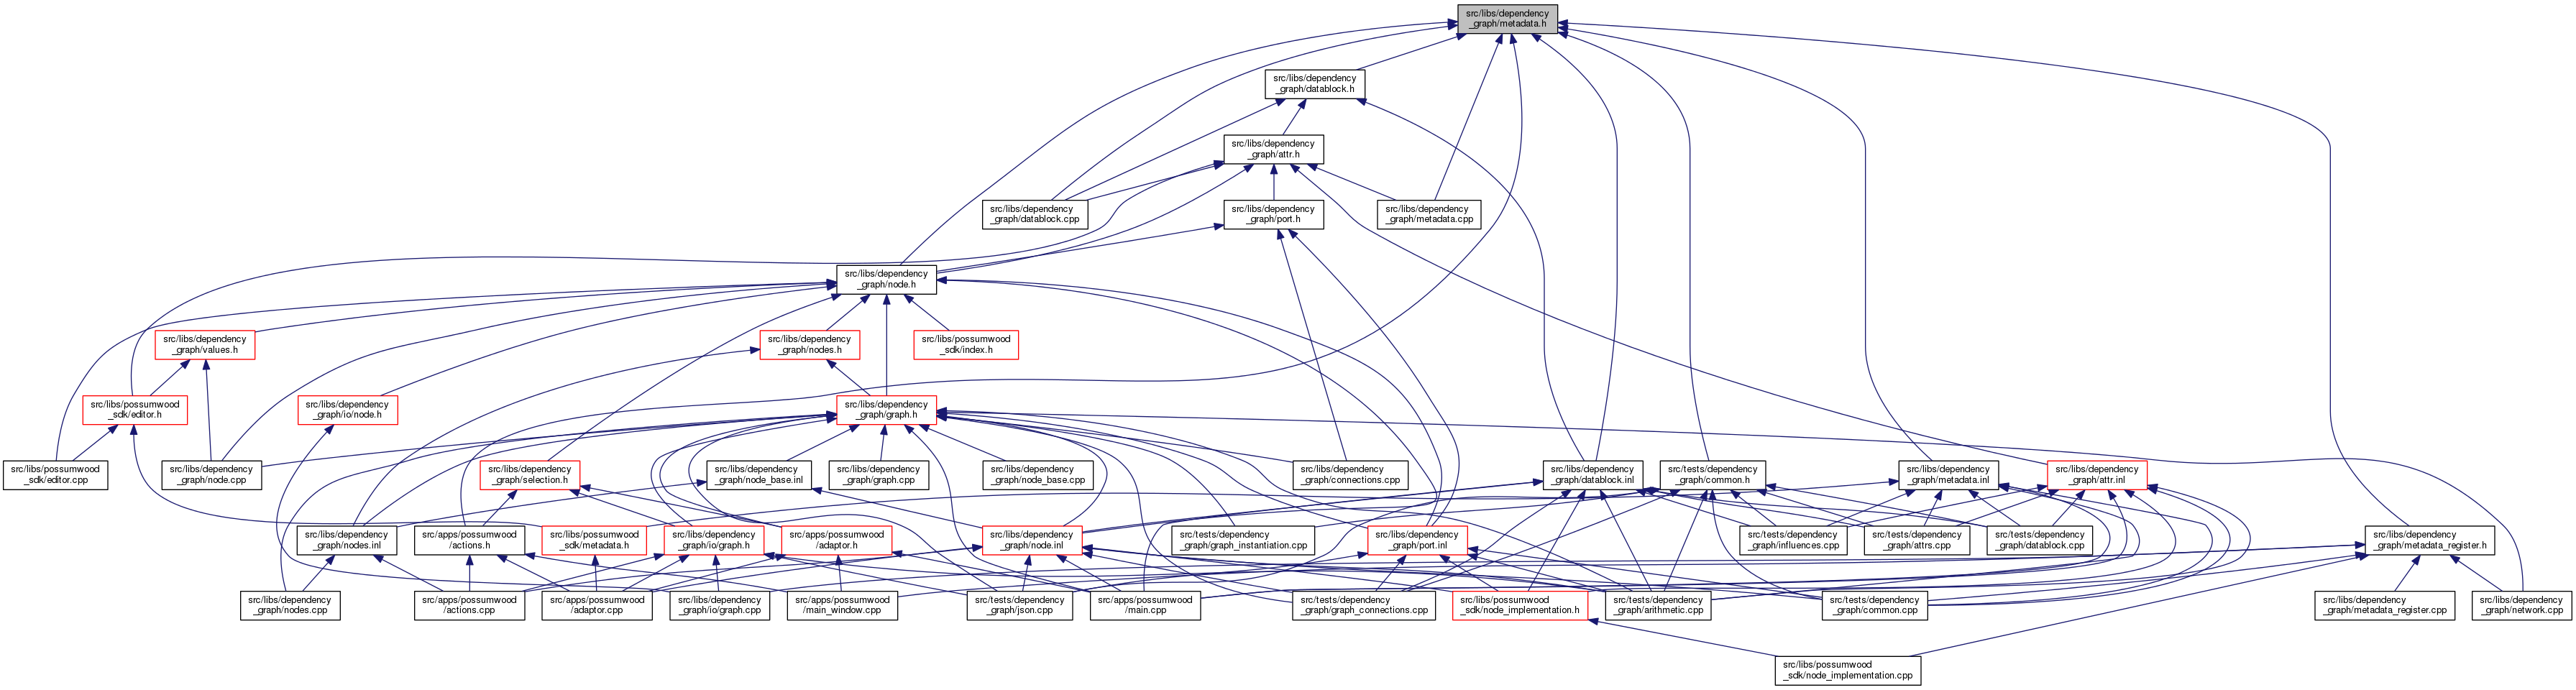 src/libs/dependency
_graph/metadata.h
src/libs/dependency
_graph/datablock.h
src/libs/dependency
_graph/attr.h
src/libs/dependency
_graph/datablock.cpp
src/libs/dependency
_graph/port.h
src/libs/dependency
_graph/metadata.cpp
src/libs/dependency
_graph/node.h
src/libs/dependency
_graph/values.h
src/libs/dependency
_graph/nodes.h
src/libs/possumwood
_sdk/index.h
src/libs/possumwood
_sdk/editor.h
src/libs/dependency
_graph/io/node.h
src/libs/dependency
_graph/graph.h
src/libs/possumwood
_sdk/editor.cpp
src/libs/dependency
_graph/node.cpp
src/libs/dependency
_graph/selection.h
src/libs/dependency
_graph/node_base.inl
src/libs/dependency
_graph/graph.cpp
src/libs/dependency
_graph/node_base.cpp
src/libs/dependency
_graph/connections.cpp
src/libs/dependency
_graph/datablock.inl
src/tests/dependency
_graph/common.h
src/libs/dependency
_graph/metadata.inl
src/libs/dependency
_graph/attr.inl
src/libs/dependency
_graph/nodes.inl
src/apps/possumwood
/actions.h
src/libs/possumwood
_sdk/metadata.h
src/libs/dependency
_graph/io/graph.h
src/apps/possumwood
/adaptor.h
src/libs/dependency
_graph/node.inl
src/tests/dependency
_graph/graph_instantiation.cpp
src/libs/dependency
_graph/port.inl
src/tests/dependency
_graph/influences.cpp
src/tests/dependency
_graph/attrs.cpp
src/tests/dependency
_graph/datablock.cpp
src/libs/dependency
_graph/metadata_register.h
src/libs/dependency
_graph/nodes.cpp
src/apps/possumwood
/actions.cpp
src/apps/possumwood
/adaptor.cpp
src/libs/dependency
_graph/io/graph.cpp
src/apps/possumwood
/main_window.cpp
src/tests/dependency
_graph/json.cpp
src/apps/possumwood
/main.cpp
src/tests/dependency
_graph/graph_connections.cpp
src/libs/possumwood
_sdk/node_implementation.h
src/tests/dependency
_graph/arithmetic.cpp
src/tests/dependency
_graph/common.cpp
src/libs/dependency
_graph/metadata_register.cpp
src/libs/dependency
_graph/network.cpp
src/libs/possumwood
_sdk/node_implementation.cpp